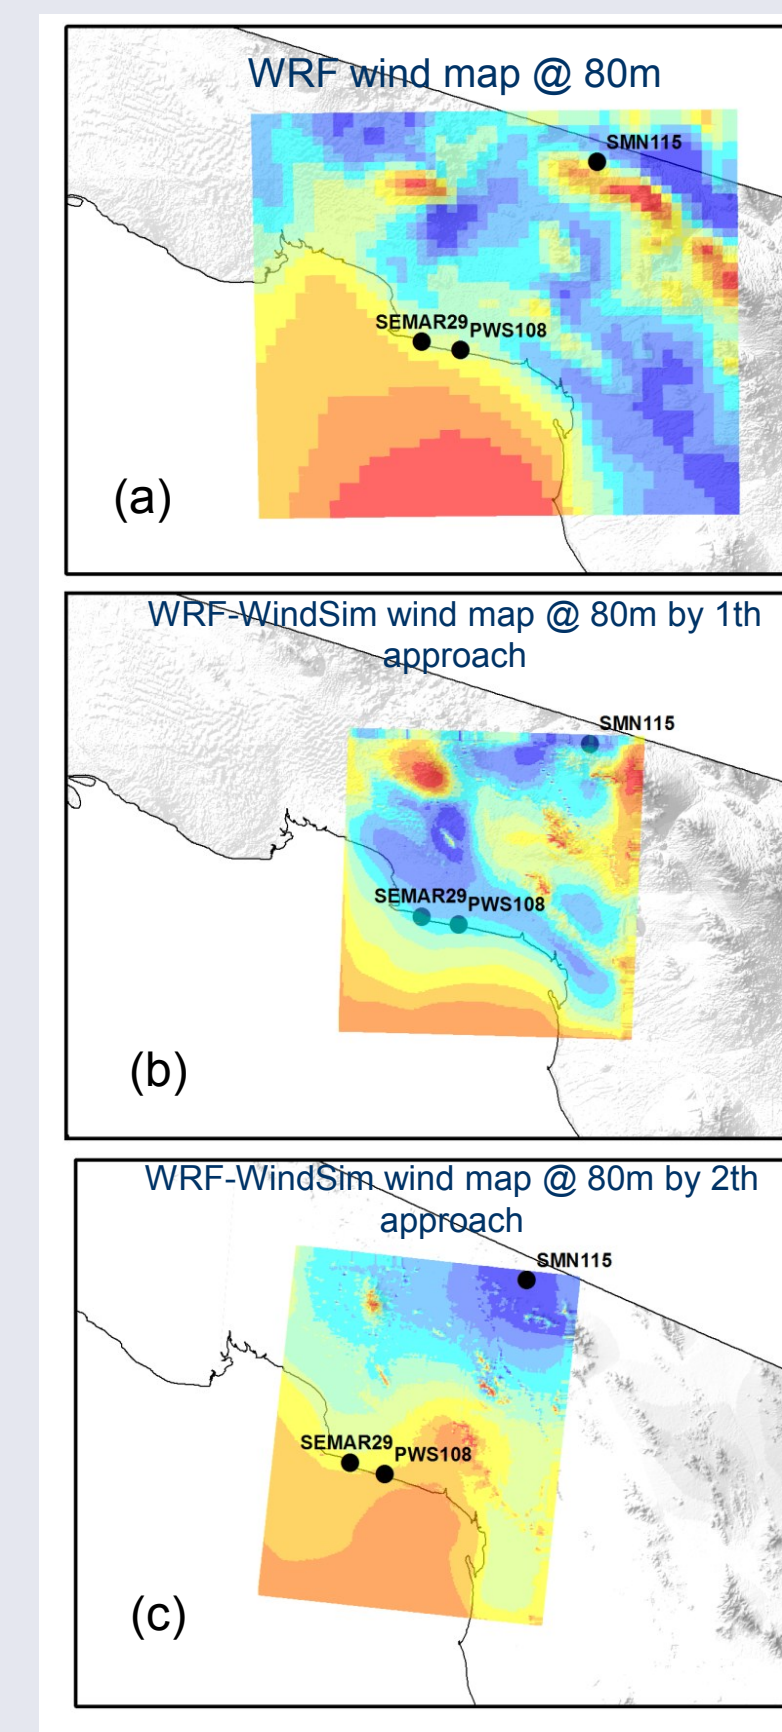 WRF wind map @ 80m
SMN115
SEMAR29
PWS108
(a)
WRF-WindSim wind map @ 80m by 1th
approach
SMN115
SEMAR29
PWS108
(b)
WRF-WindSim wind map @ 80m by 2th
approach
SMN115
SEMAR29
PWS108
(c)